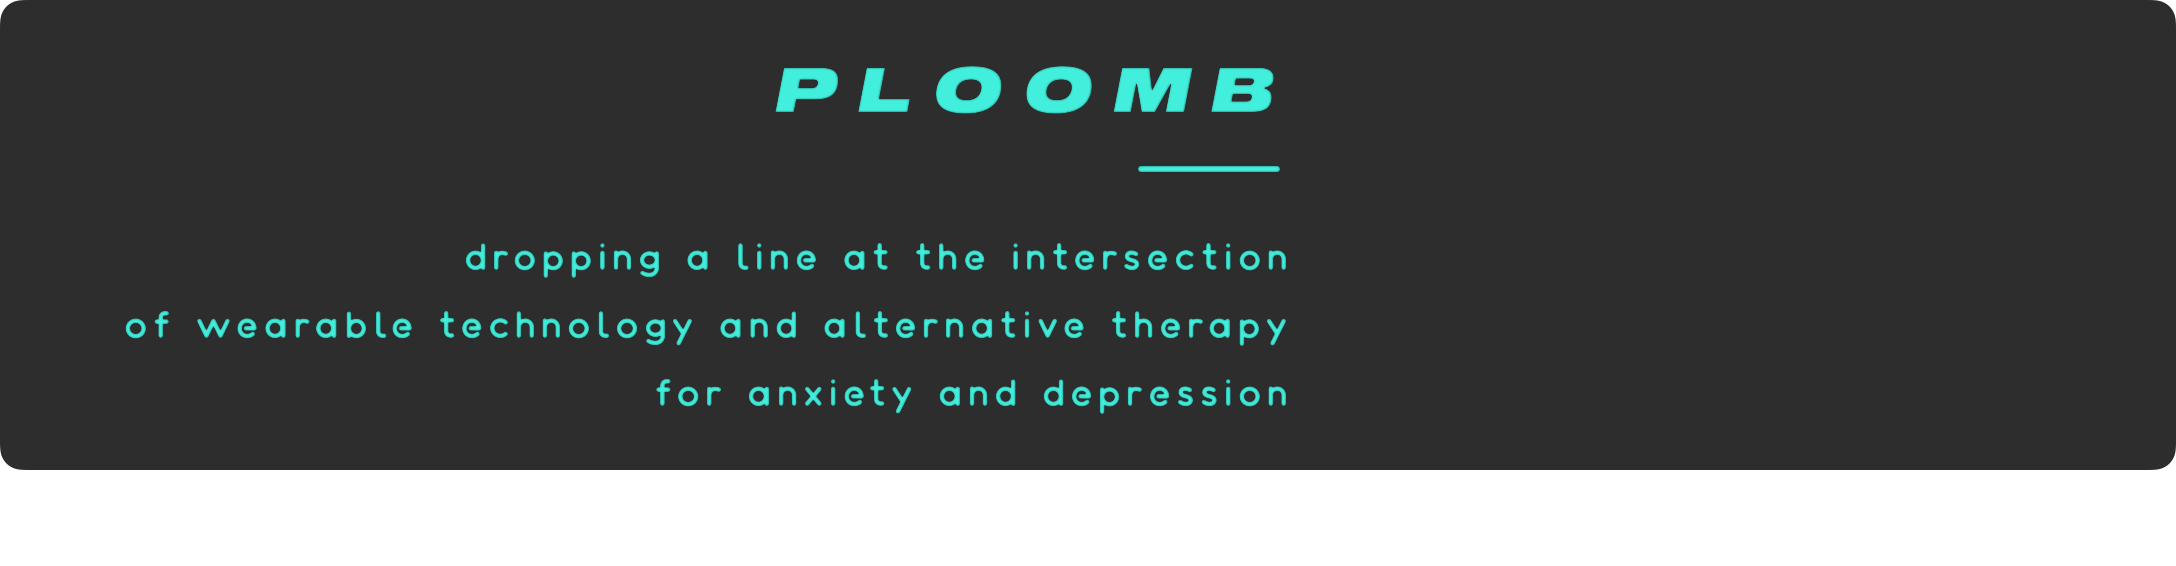 PLOOMB
dropping a line at the intersection
of wearable technology and alternative therapy
for anxiety and depression